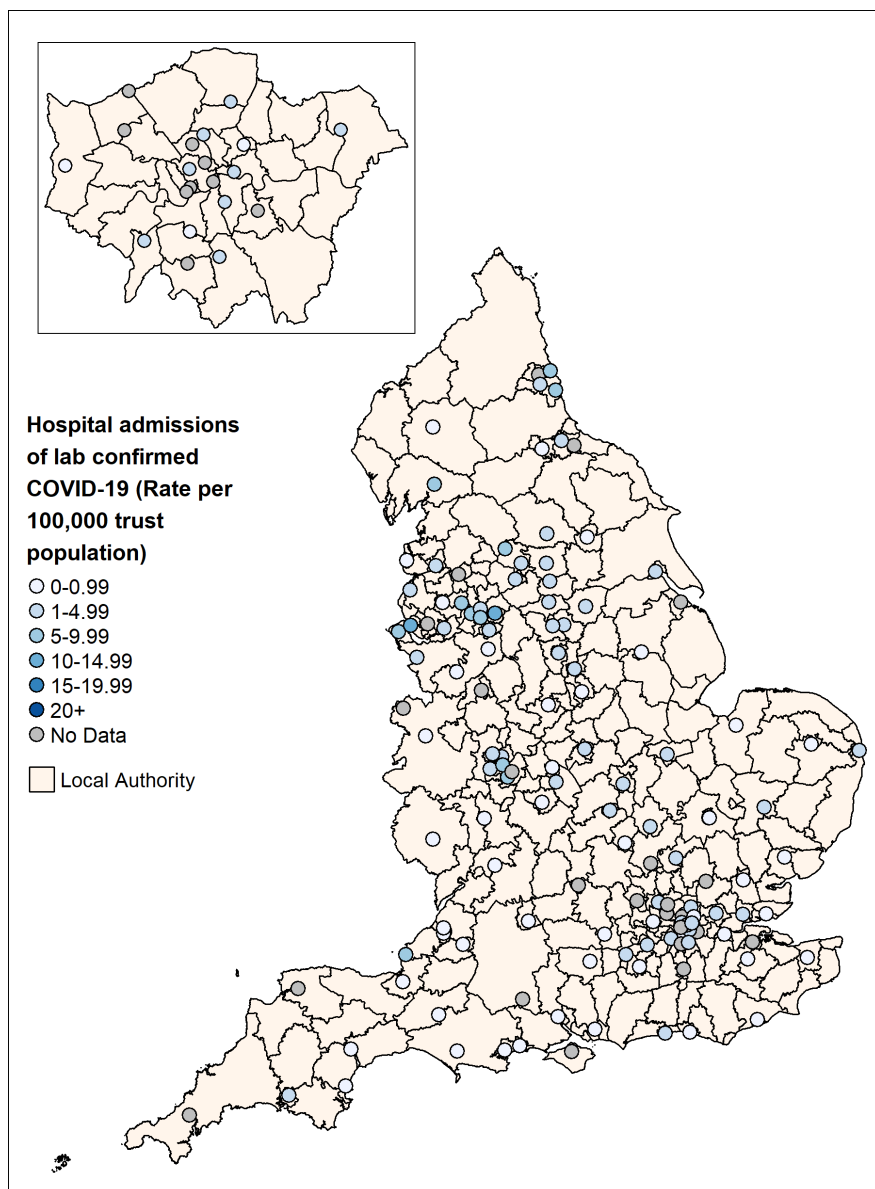 Hospital admissions
of lab confirmed
COVID-19 (Rate per
100,000 trust
population)
0-0.99
1-4.99
5-9.99
10-14.99
15-19.99
20+
No Data
Local Authority